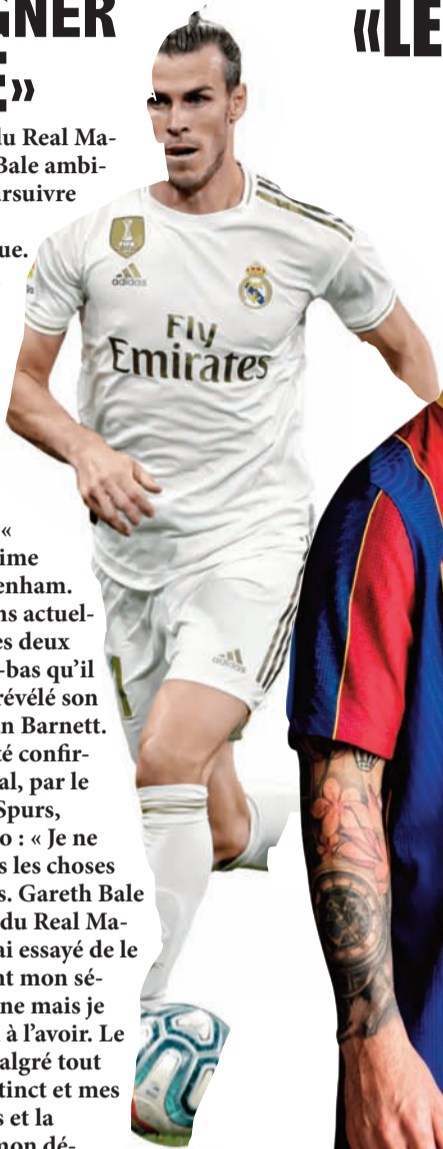 GNER
«LE
É»
du Real Ma-
Bale ambi-
ursuivre
ue.
FIFA
adidas
Fly
Emirates
«
ime
enham.
ns actuel-
es deux
-bas qu'il
révélé son
an Barnett.
té confir-
al, par le
Spurs,
o : « Je ne
s les choses
s. Gareth Bale
du Real Ma-
ai essayé de le
nt mon sé-
ne mais je
à l'avoir. Le
algré tout
tinct et mes
s et la
mon dé-